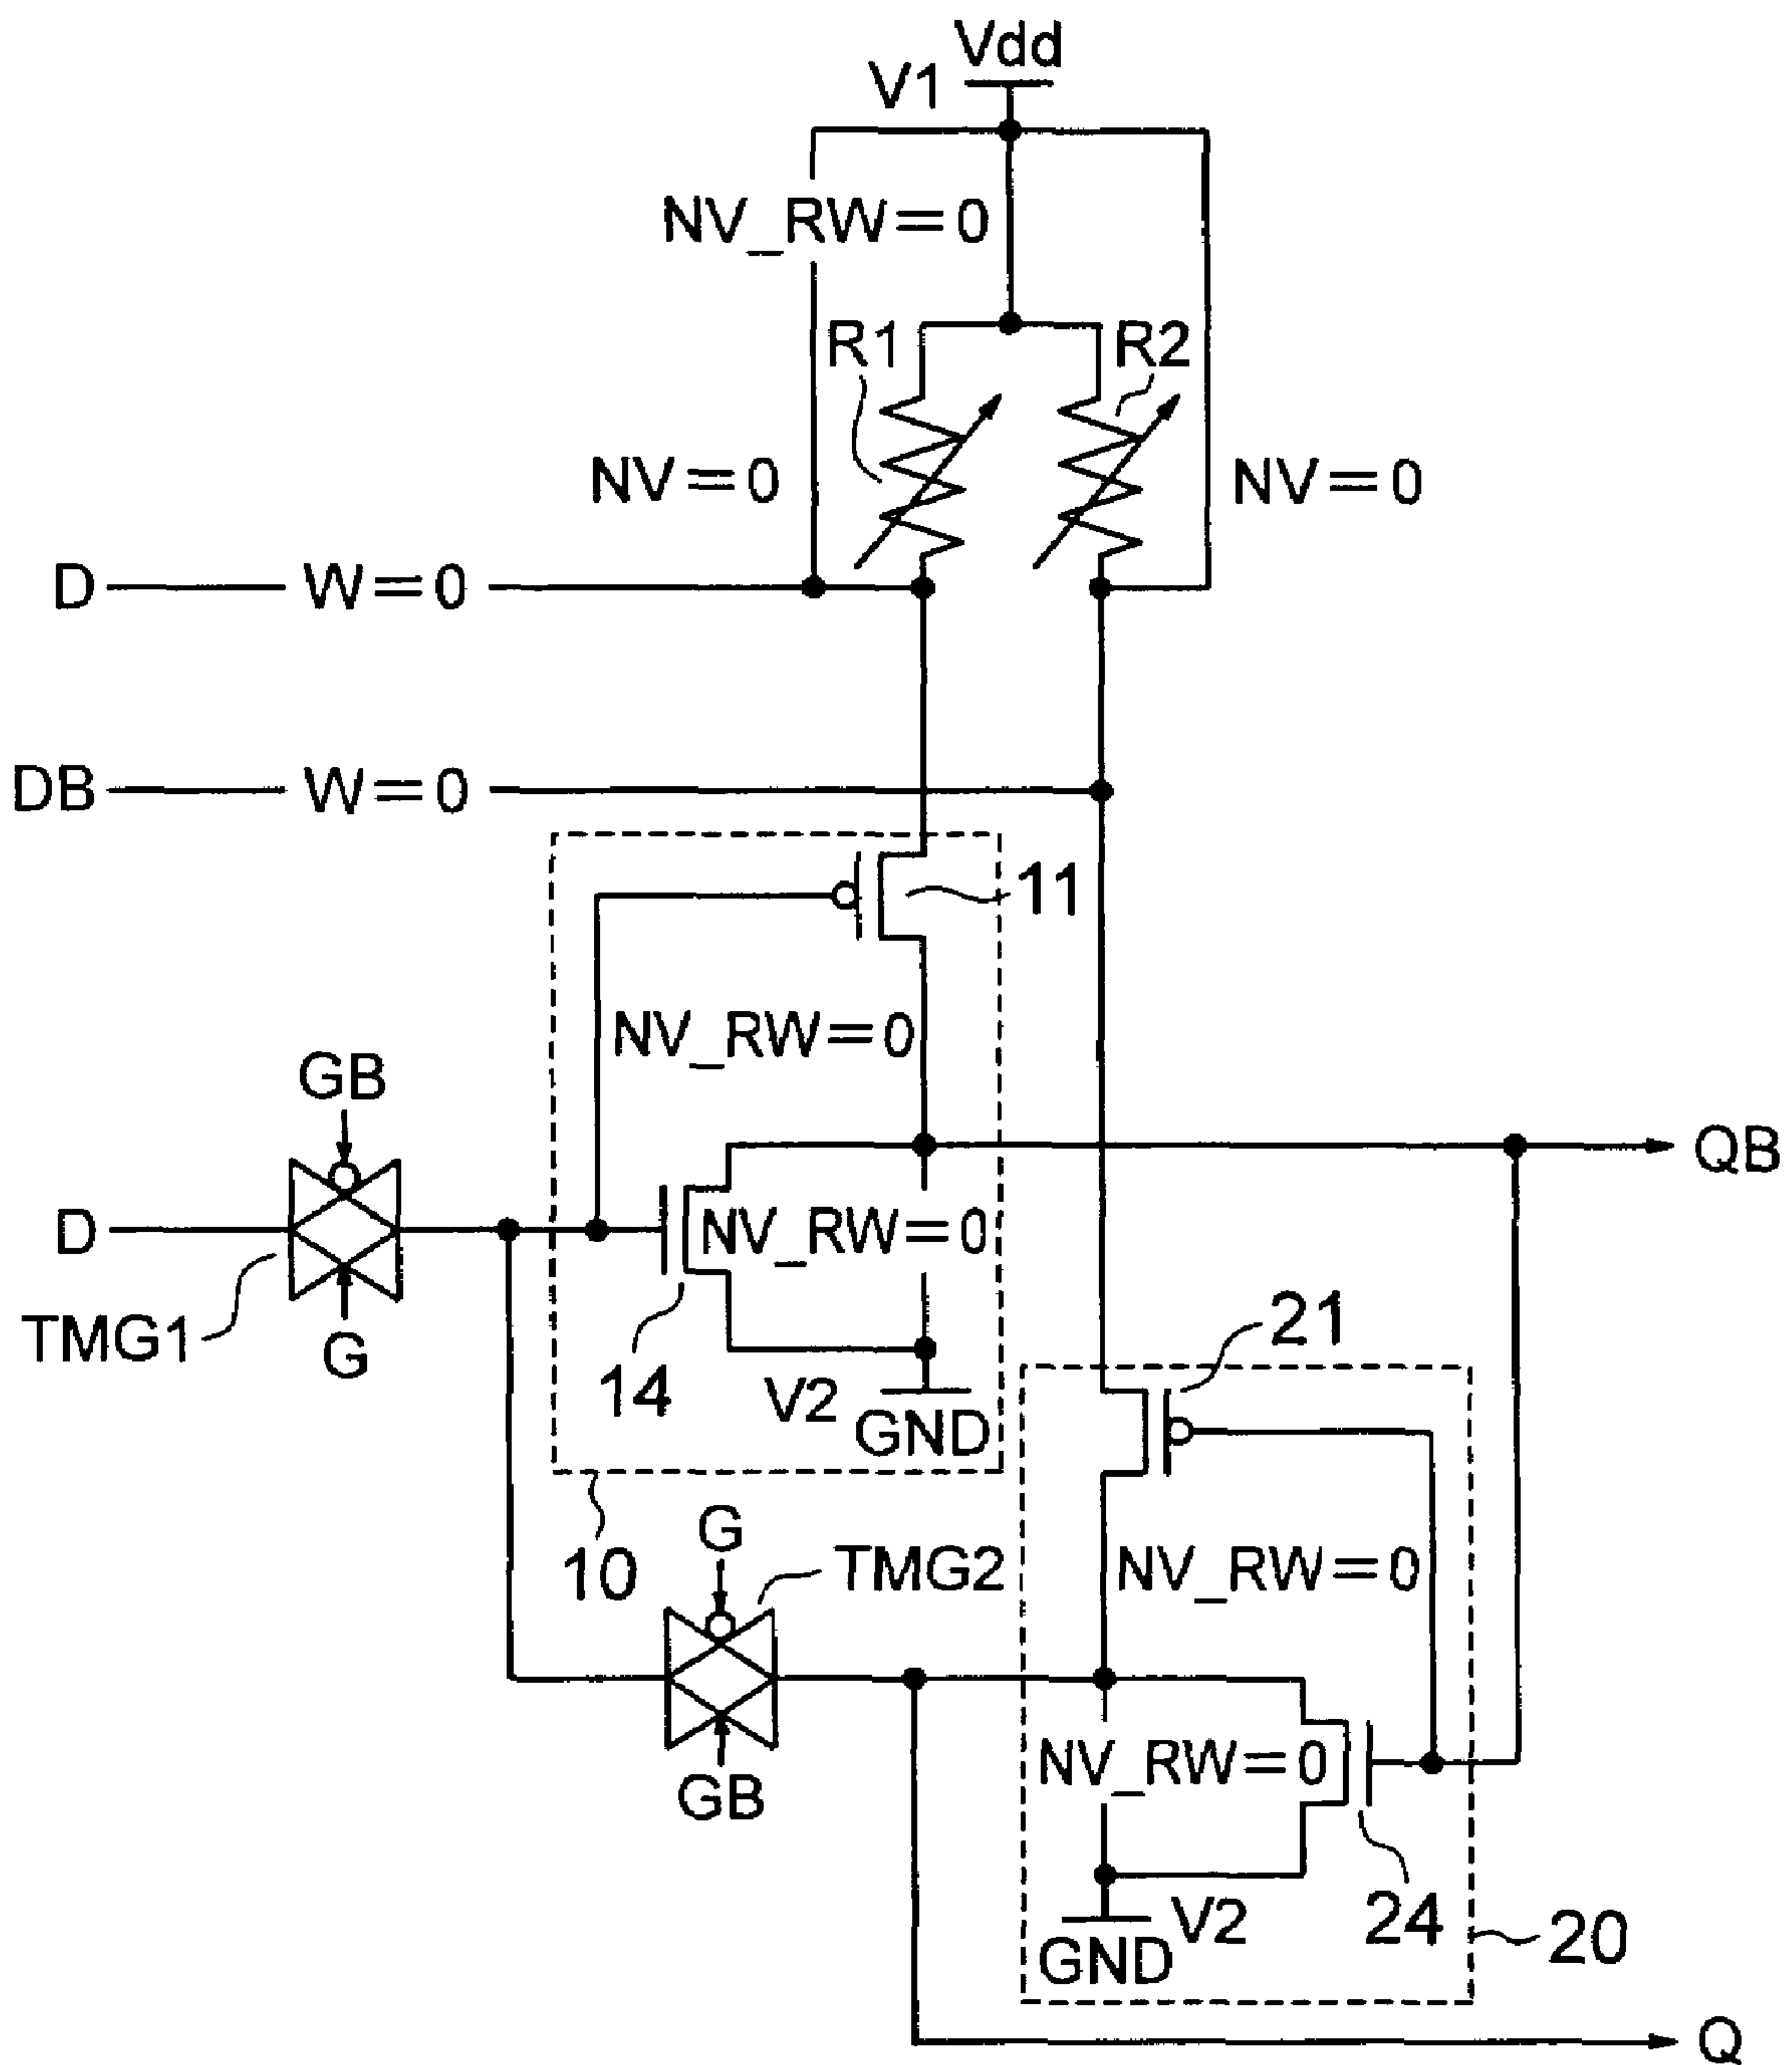 Vdd
V1
NV_RW=0
R1
R2
NV=0
NV=0
D
W=0
DB
W=0
11
NV_RW=0
GB
QB
D
NV_RW=0
TMG1
G
21
14
V2
GND
G
10
TMG2
NV_RW=0
NV_RW=0
GB
24
V2
20
GND
Q